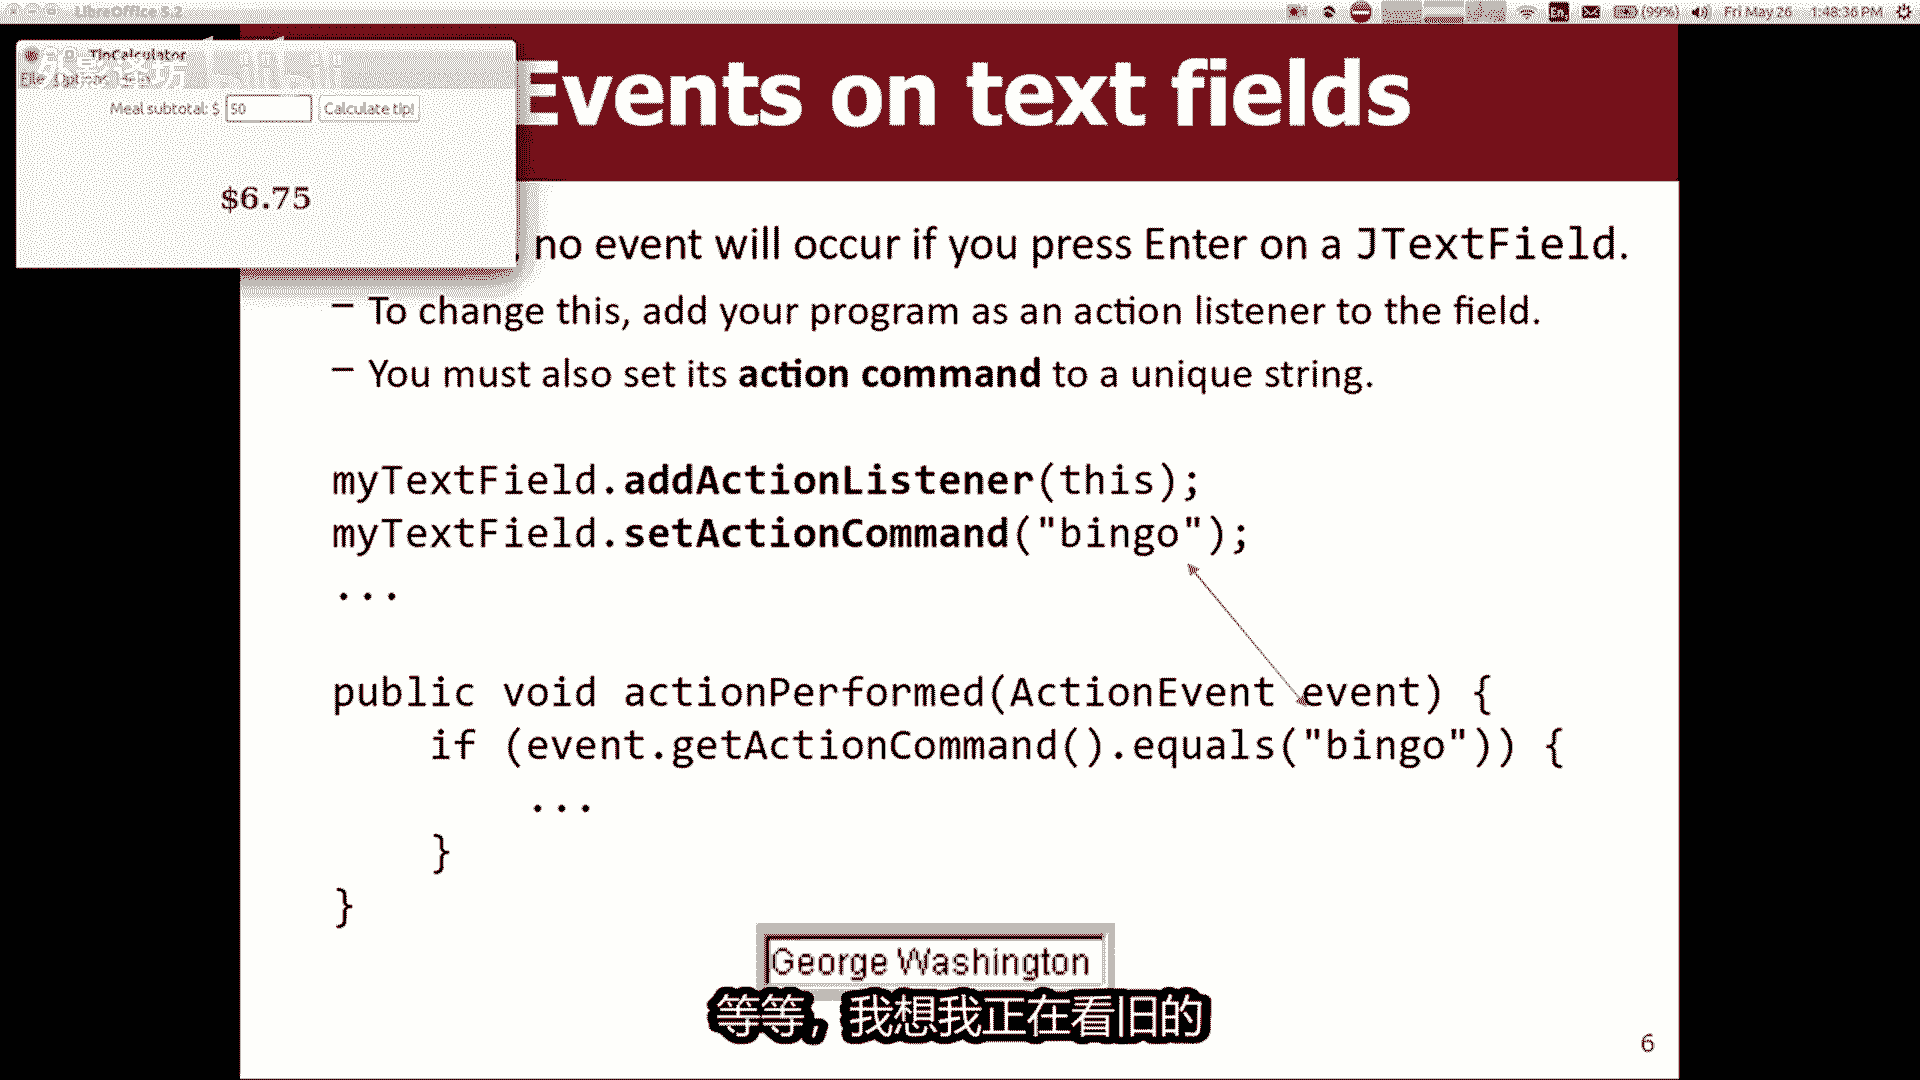 LibreOffice 5.2
En
(99%)
Fri May 26
1:48:36 PM
TipCalculator
File Options
Meal subtotal: $
50
Calculate tip!
$6.75
Events on text fields
, no event will occur if you press Enter on a JTextField.
– To change this, add your program as an action listener to the field.
– You must also set its action command to a unique string.
myTextField.addActionListener(this);
myTextField.setActionCommand("bingo");
...
public void actionPerformed(ActionEvent event) {
if (event.getActionCommand().equals("bingo")) {
...
}
}
George Washington
等等，我想我正在看旧的
6